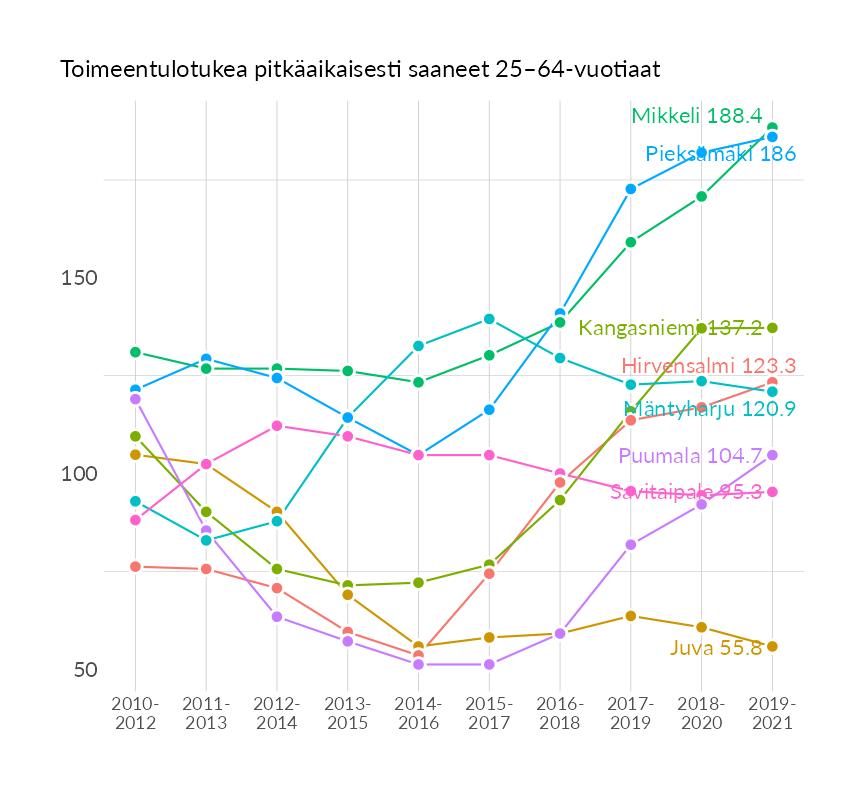 Toimeentulotukea pitkäaikaisesti saaneet 25–64-vuotiaat
Mikkeli 188.4
Pieksämäki 186
150
Kangasniemi 137.2
Hirvensalmi 123.3
Mäntyharju 120.9
Puumala 104.7
100
Savitaipale 95.3
Juva 55.8
50
2010- 2011- 2012- 2013- 2014- 2015- 2016- 2017- 2018- 2019-
2012 2013 2014 2015 2016 2017 2018 2019 2020 2021